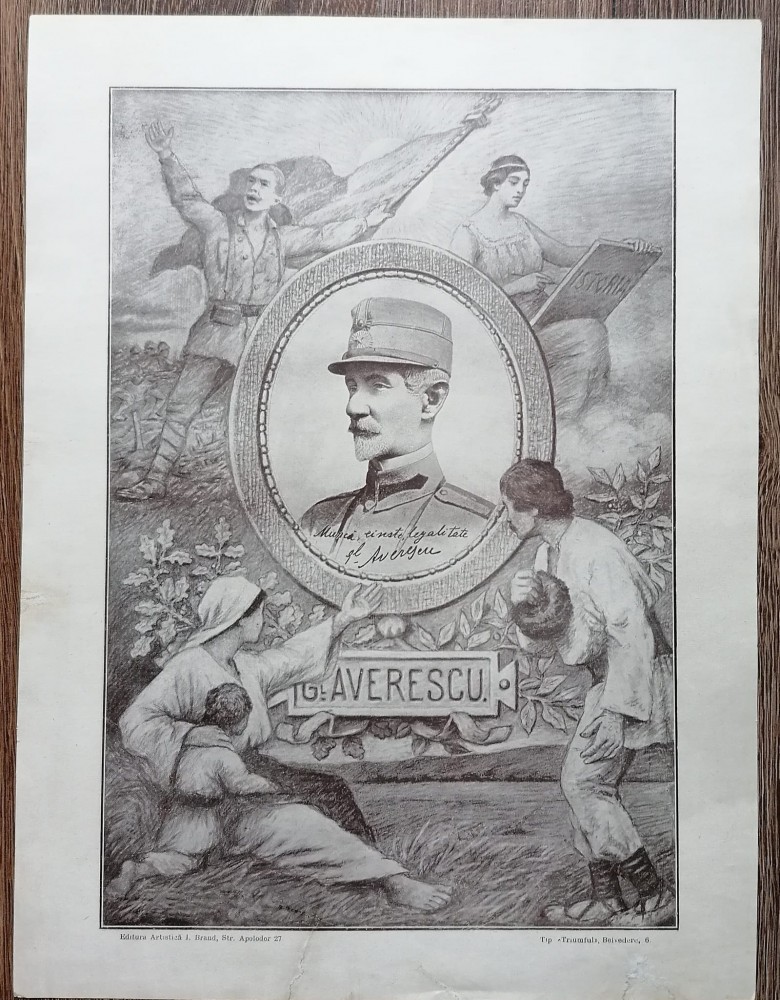 ISTORIA
Muncă, cinste, legalitate
gl. Averescu
Gl. AVERESCU.
Editura Artistică I. Brand, Str. Apolodor 27
Tip «Triumful», Belvedere, 6